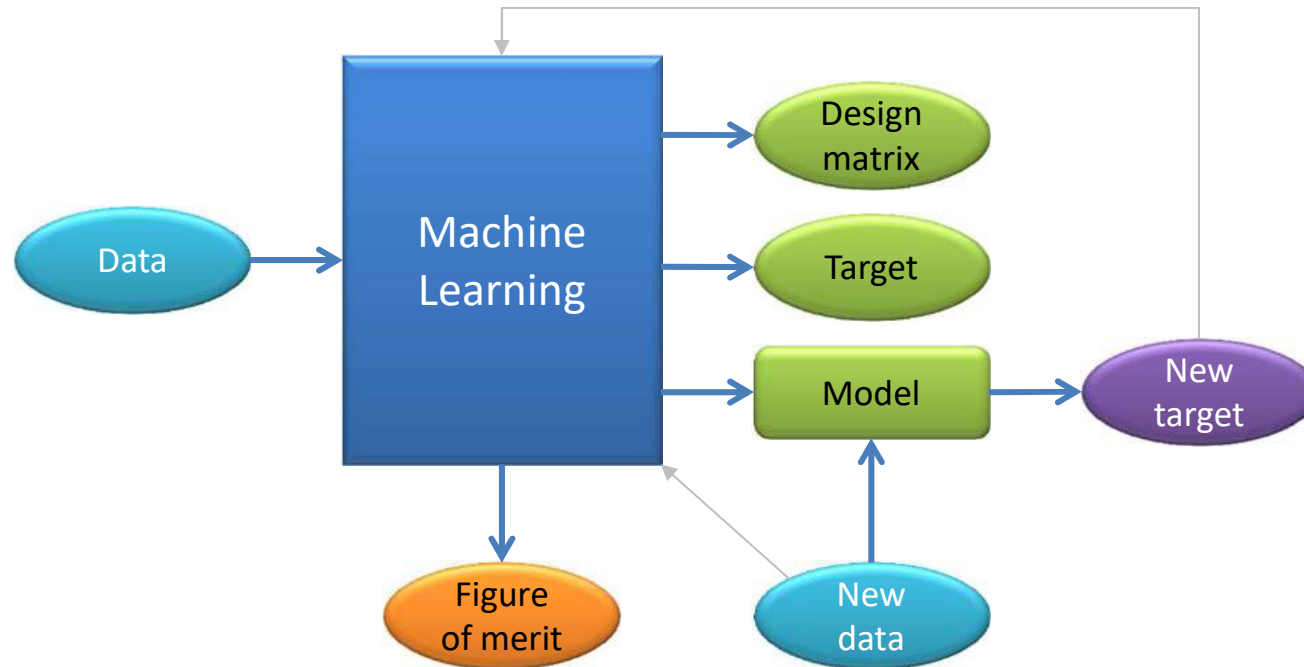 Design
matrix
Machine
Learning
Data
Target
Model
New
target
Figure
of merit
New
data